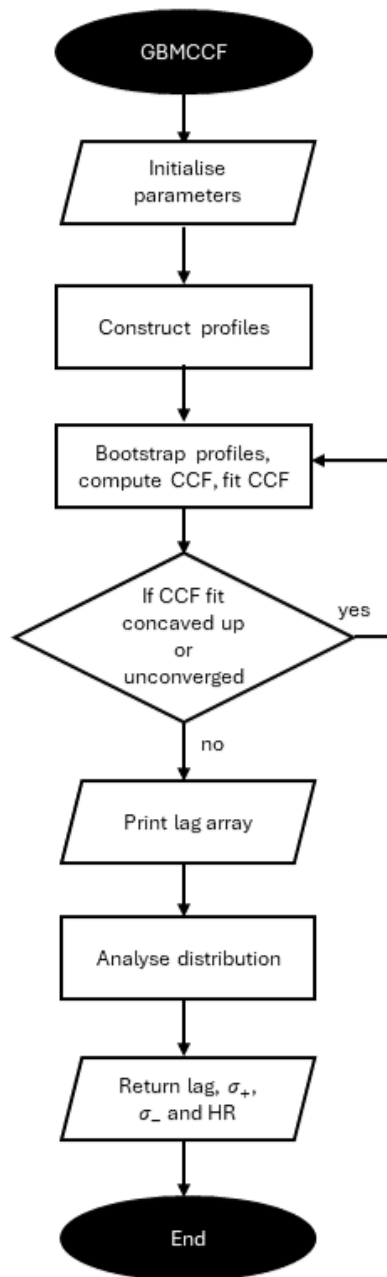 GBMCCF
Initialise
parameters
Construct profiles
Bootstrap profiles,
compute CCF, fit CCF
If CCF fit
concaved up
or
unconverged
yes
no
Print lag array
Analyse distribution
Return lag, σ₊,
σ₋ and HR
End